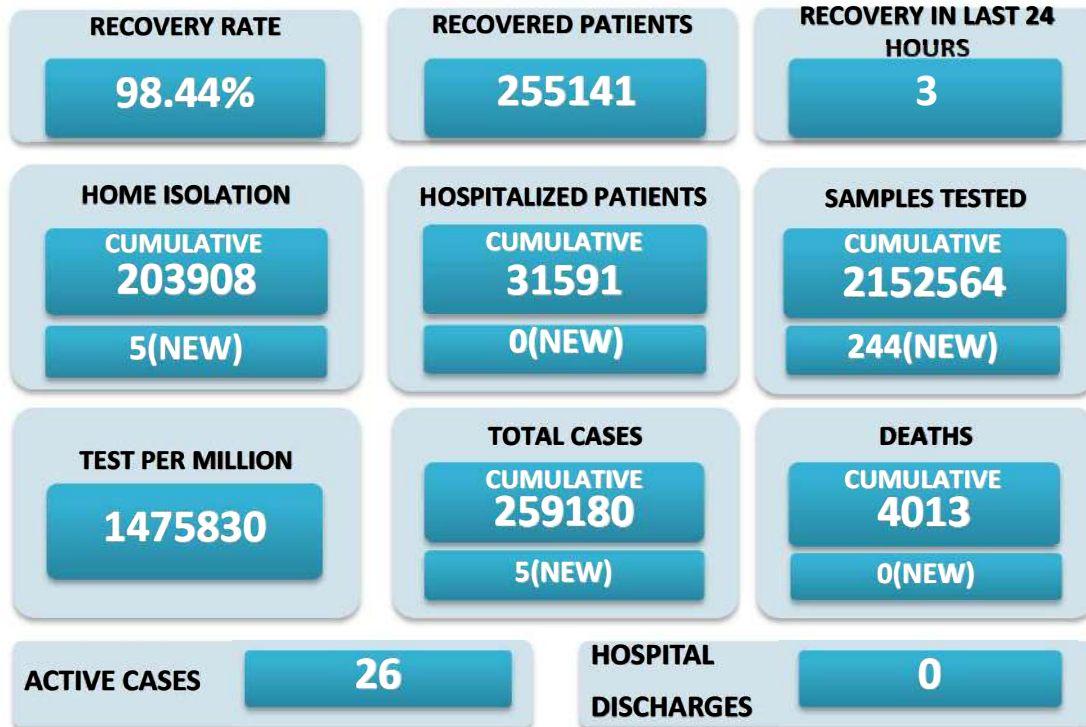 RECOVERY RATE
98.44%
RECOVERED PATIENTS
255141
RECOVERY IN LAST 24
HOURS
3
HOME ISOLATION
CUMULATIVE
203908
5(NEW)
HOSPITALIZED PATIENTS
CUMULATIVE
31591
0(NEW)
SAMPLES TESTED
CUMULATIVE
2152564
244(NEW)
TEST PER MILLION
1475830
TOTAL CASES
CUMULATIVE
259180
5(NEW)
DEATHS
CUMULATIVE
4013
0(NEW)
ACTIVE CASES
26
HOSPITAL
DISCHARGES
0